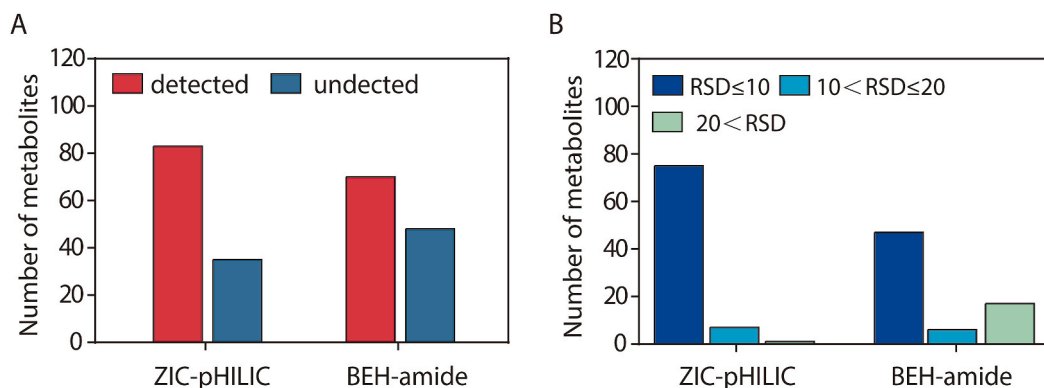 A
Number of metabolites
120
100
80
60
40
20
0
detected undected
ZIC-pHILIC BEH-amide
B
Number of metabolites
120
100
80
60
40
20
0
RSD≤10 10＜RSD≤20
20＜RSD
ZIC-pHILIC BEH-amide